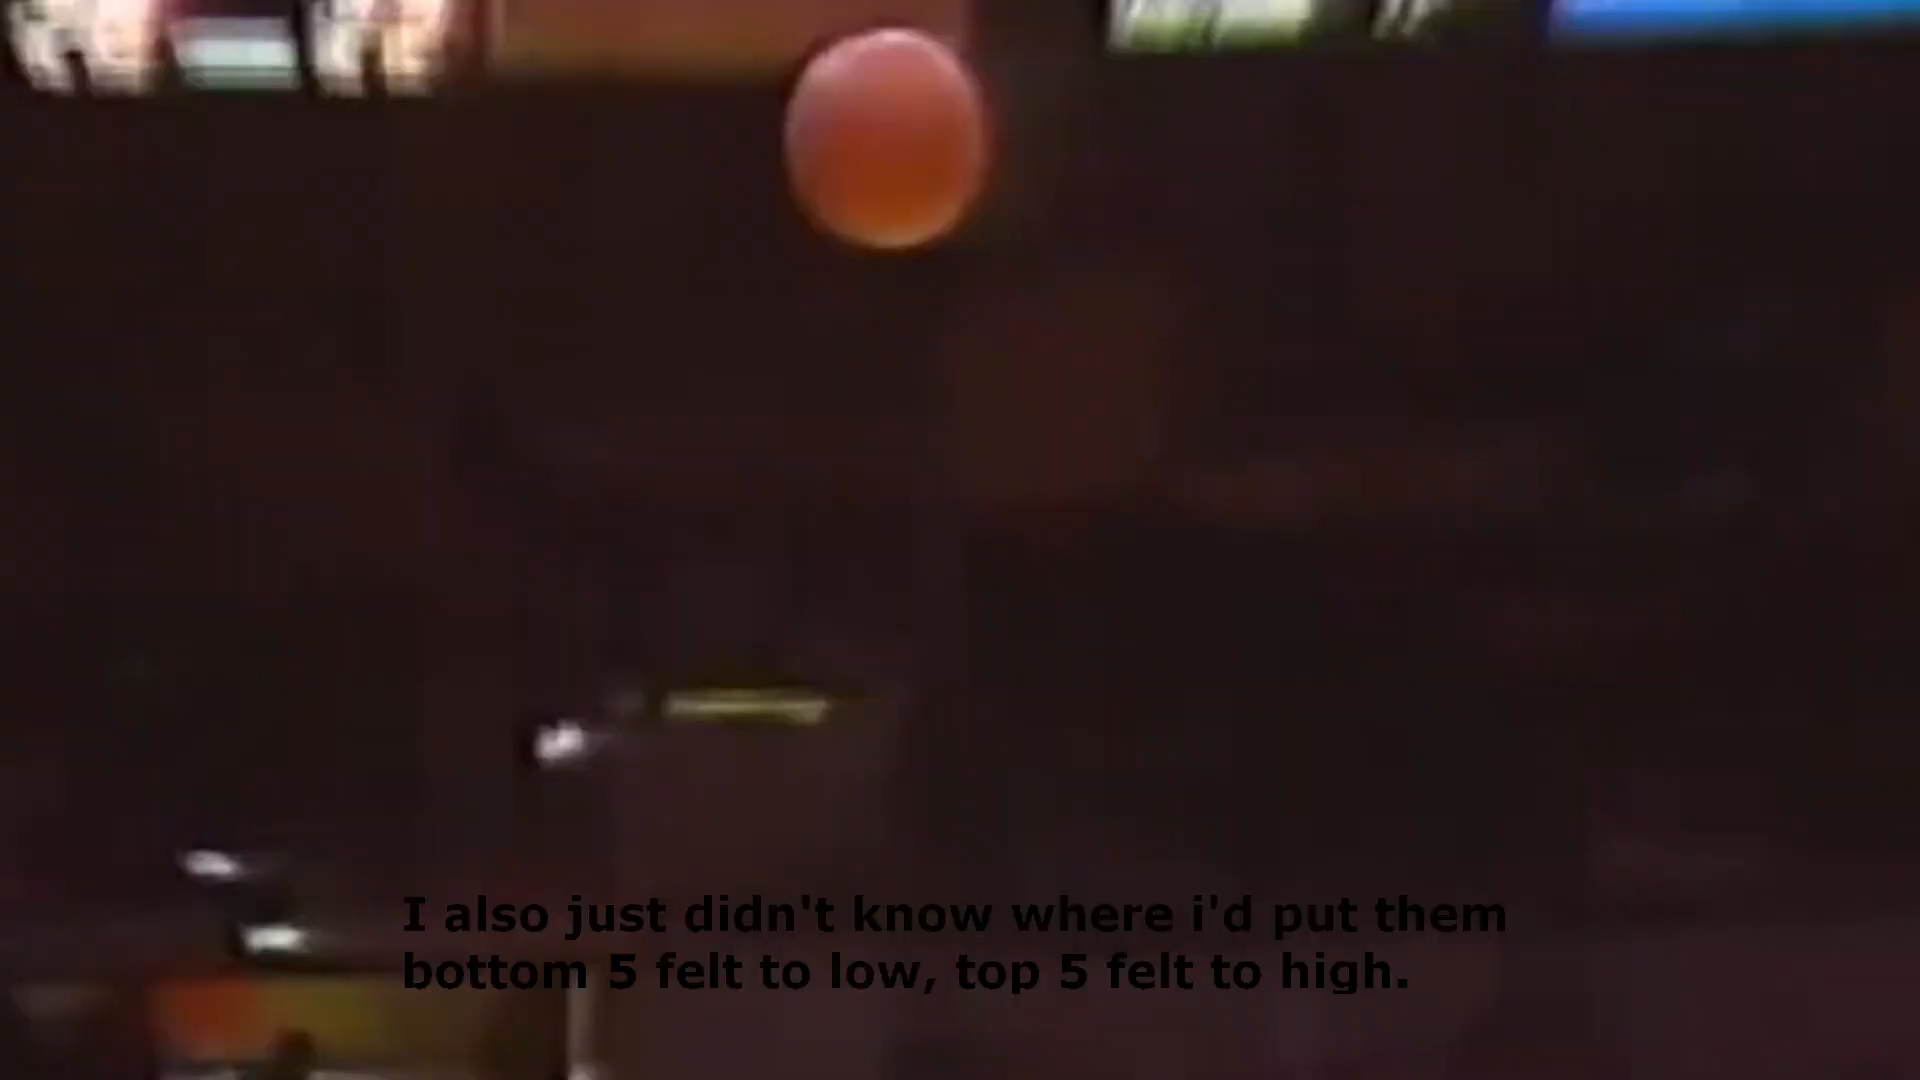 I also just didn't know where i'd put them
bottom 5 felt to low, top 5 felt to high.